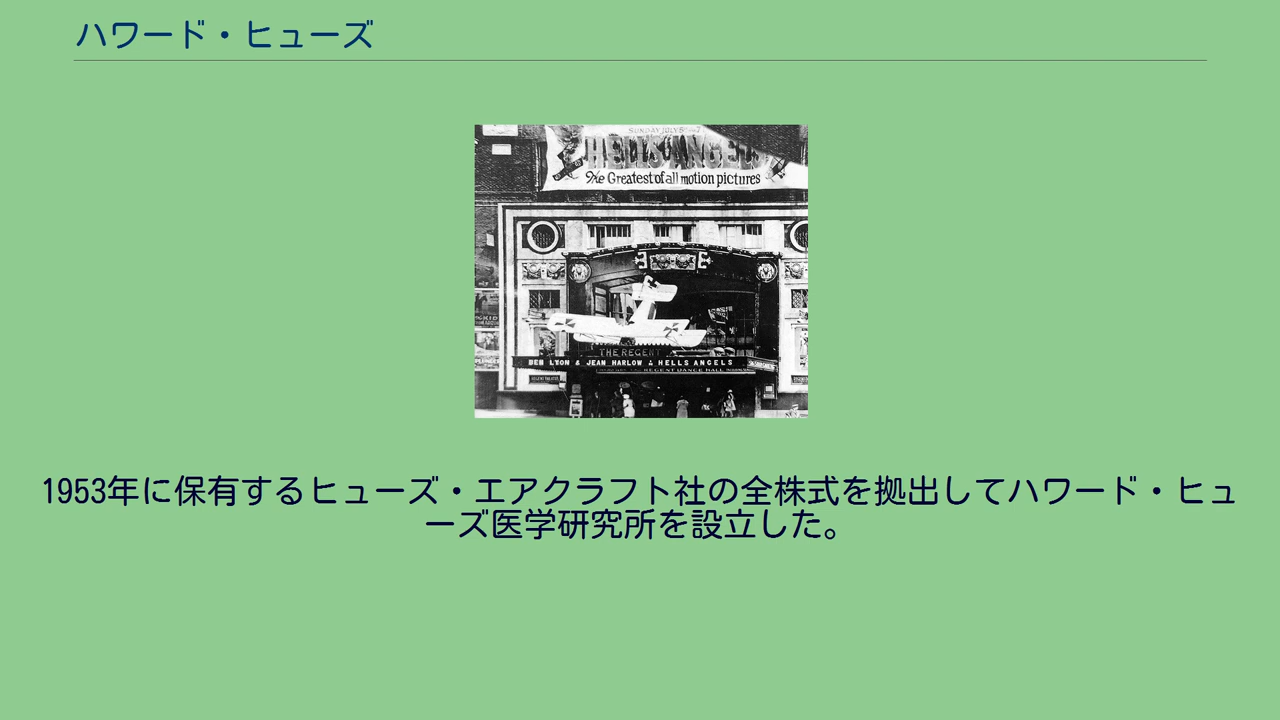 ハワード・ヒューズ
SUNDAY JULY 5
HELL'S ANGELS
The Greatest of all motion pictures
THE REGENT
BEN LYON & JEAN HARLOW in HELLS ANGELS
REGENT DANCE HALL
1953年に保有するヒューズ・エアクラフト社の全株式を拠出してハワード・ヒュ
ーズ医学研究所を設立した。